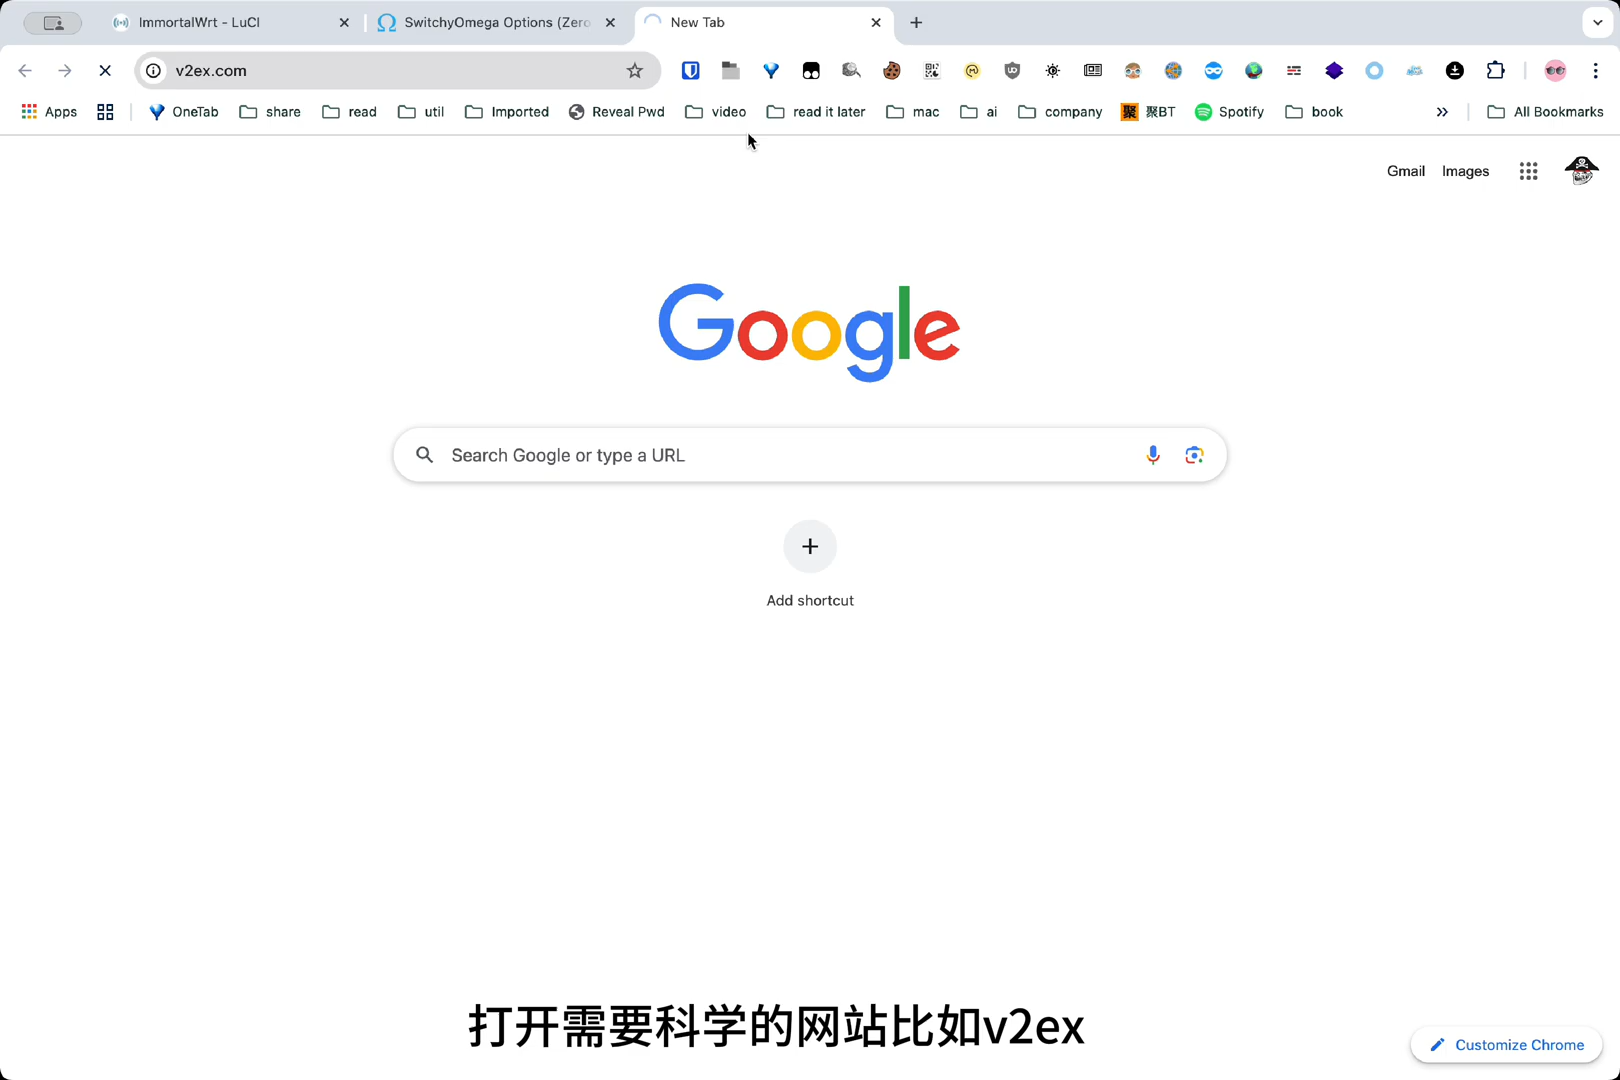 ImmortalWrt - LuCI
SwitchyOmega Options (Zero
New Tab
v2ex.com
Apps
OneTab
share
read
util
Imported
Reveal Pwd
video
read it later
mac
ai
company
聚
聚BT
Spotify
book
All Bookmarks
Gmail
Images
Google
Search Google or type a URL
Add shortcut
打开需要科学的网站比如v2ex
Customize Chrome